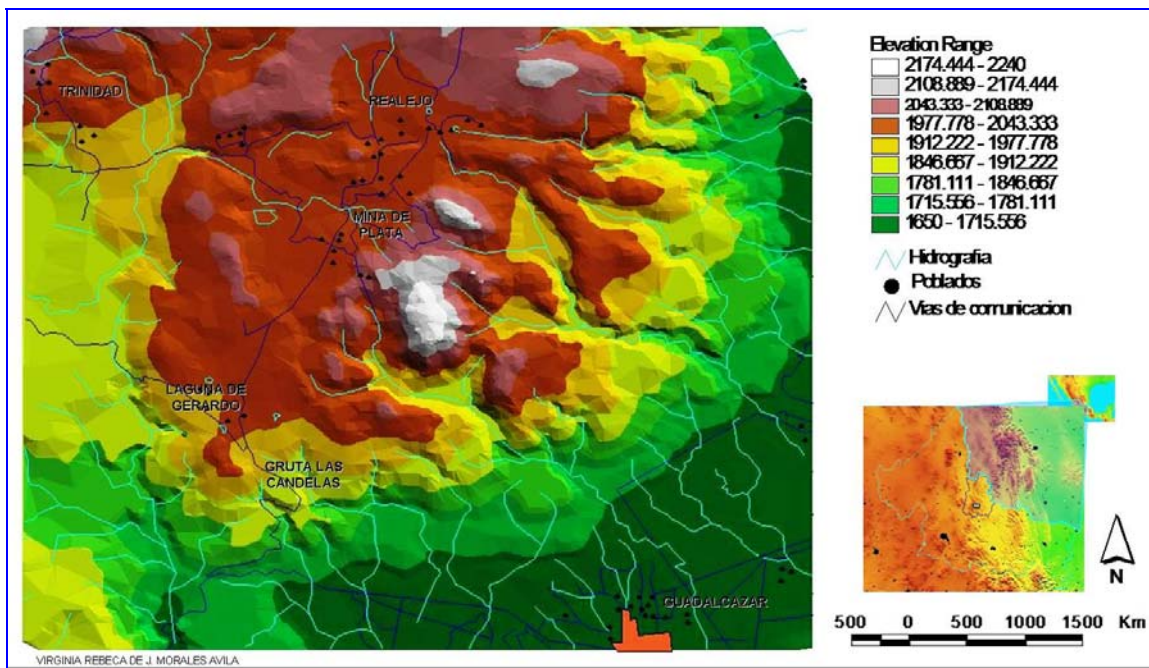 TRINIDAD
REALEJO
MINA DE
PLATA
LAGUNA DE
GERARDO
GRUTA LAS
CANDELAS
GUADALCAZAR
VIRGINIA REBECA DE J. MORALES AVILA
Elevation Range
2174.444 - 2240
2108.889 - 2174.444
2043.333 - 2108.889
1977.778 - 2043.333
1912.222 - 1977.778
1846.667 - 1912.222
1781.111 - 1846.667
1715.556 - 1781.111
1650 - 1715.556
Hidrografia
Poblados
Vias de comunicacion
N
500 0 500 1000 1500 Km